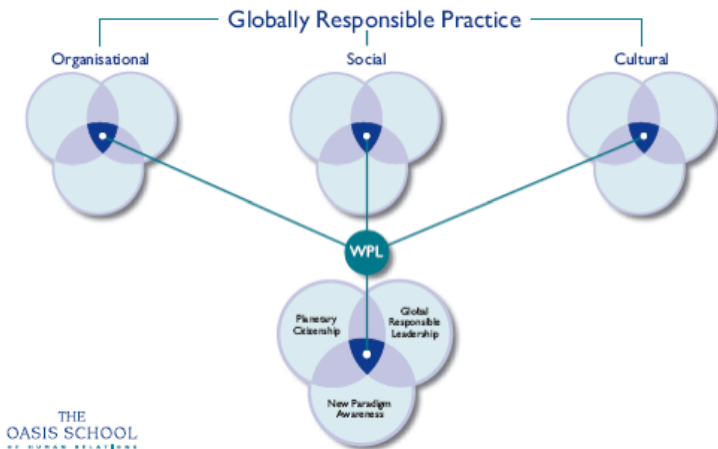 Globally Responsible Practice
Organisational
Social
Cultural
WPL
Planetary
Citizenship
Global
Responsible
Leadership
New Paradigm
Awareness
THE
OASIS SCHOOL
OF HUMAN RELATIONS